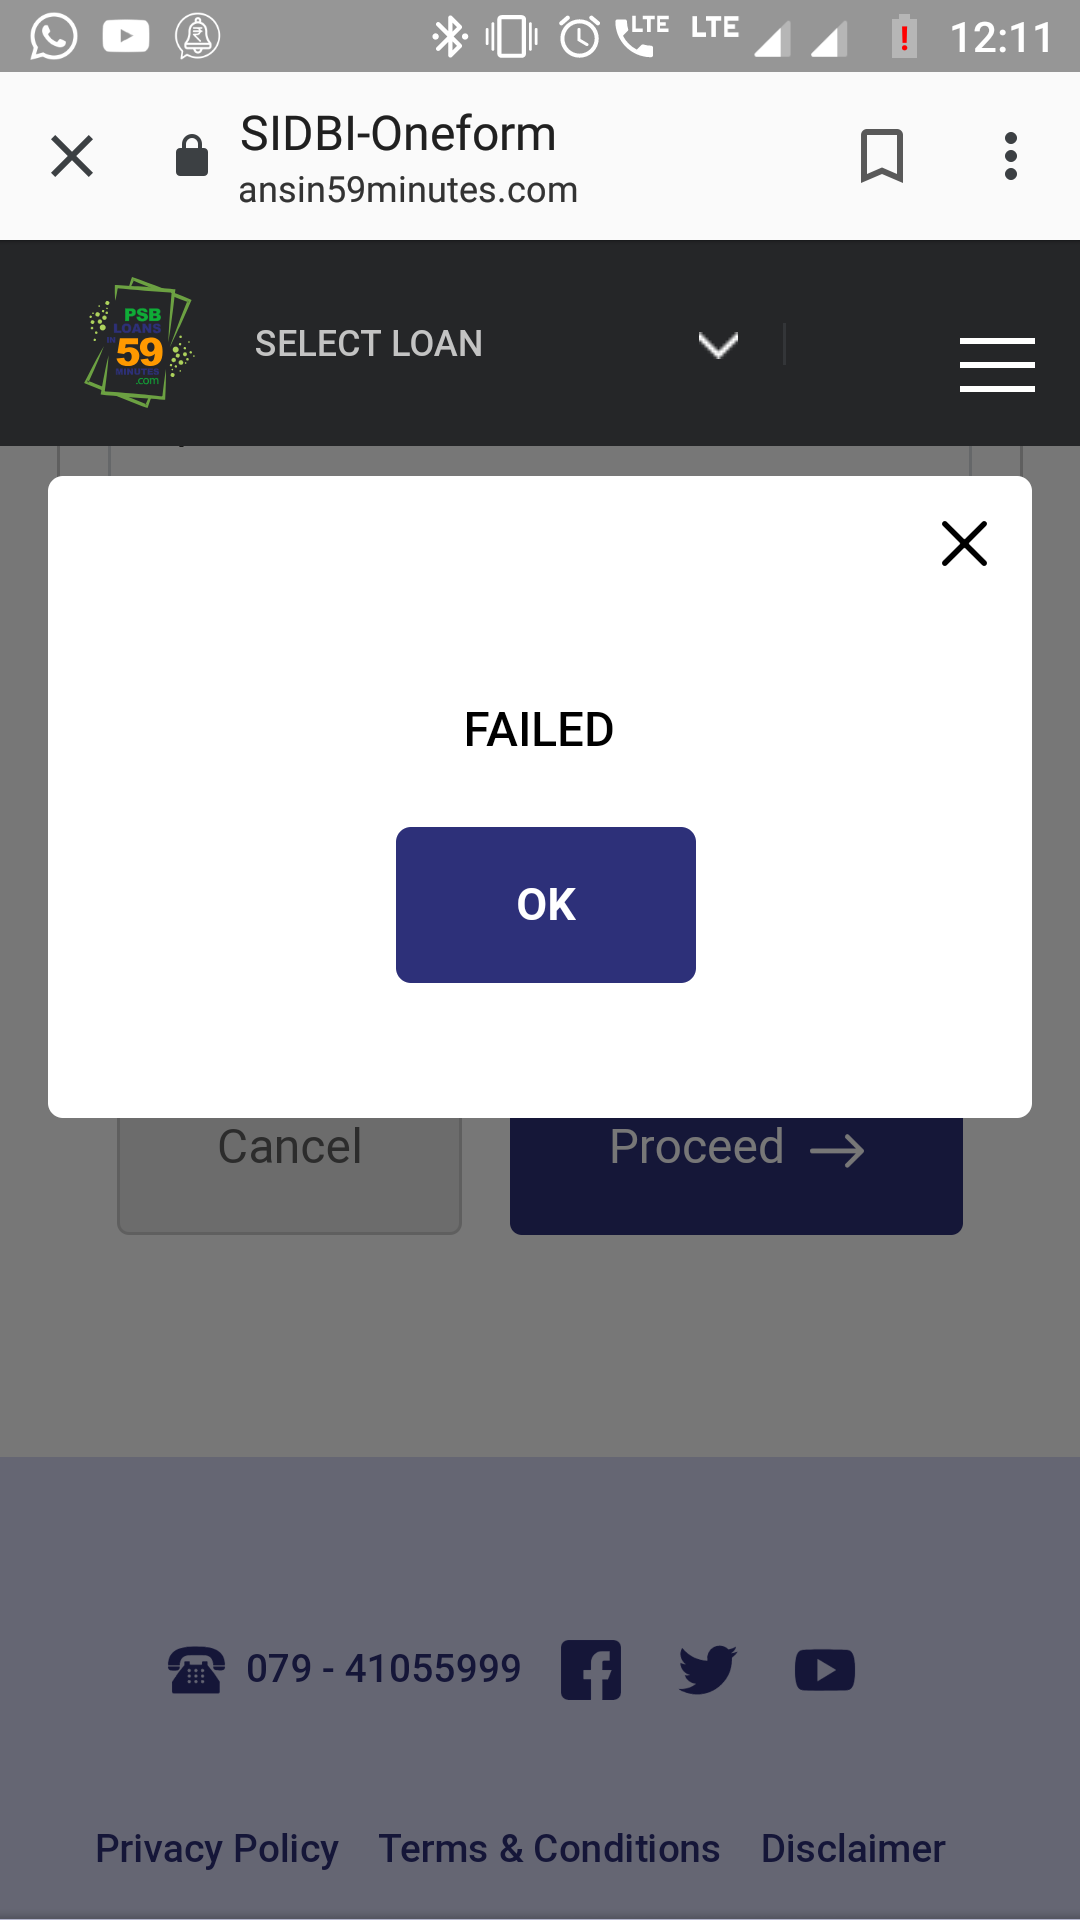 LTE LTE 12:11
SIDBI-Oneform
ansin59minutes.com
PSB
LOANS
IN
59
MINUTES
.com
SELECT LOAN
FAILED
OK
Cancel Proceed
079 - 41055999
Privacy Policy Terms & Conditions Disclaimer